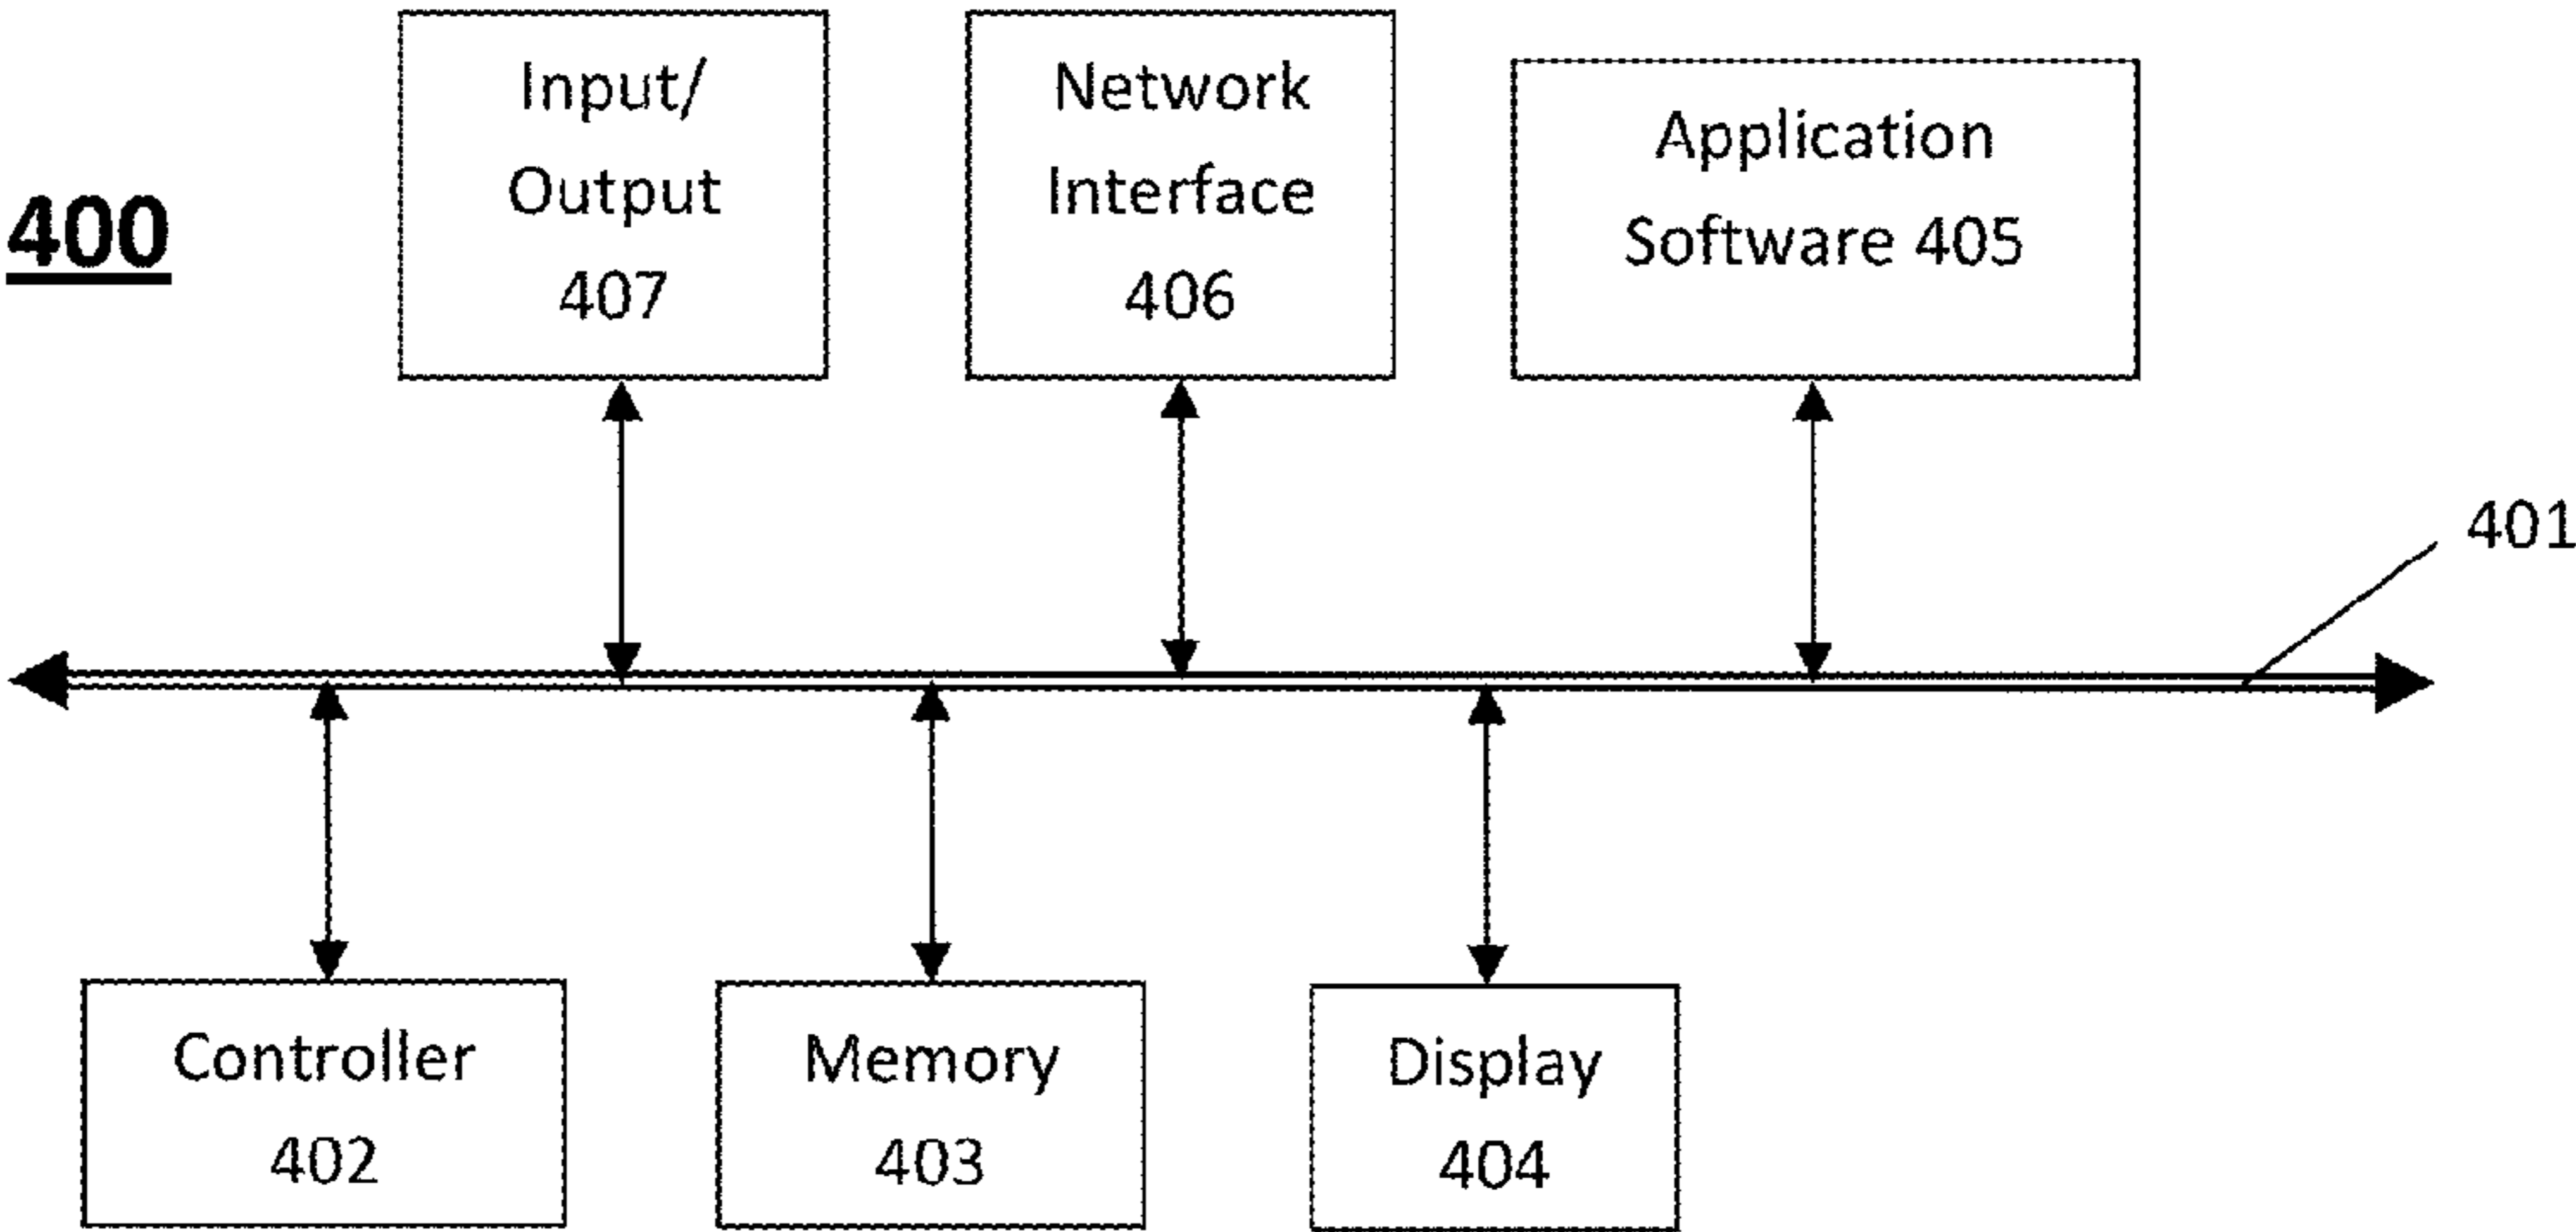 400
Input/
Output
407
Network
Interface
406
Application
Software 405
401
Controller
402
Memory
403
Display
404